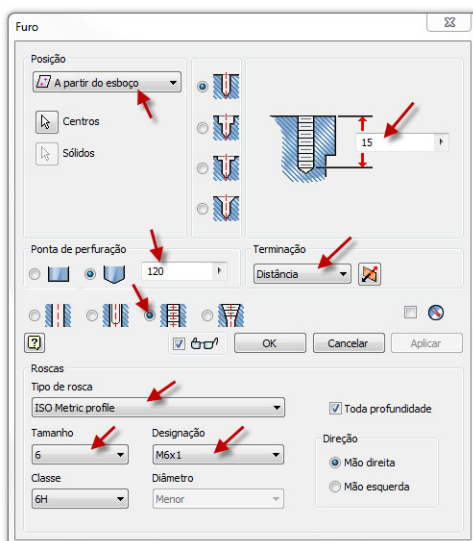 Furo
Posição
A partir do esboço
Centros
Sólidos
15
Ponta de perfuração
120
Terminação
Distância
OK
Cancelar
Aplicar
Roscas
Tipo de rosca
ISO Metric profile
Toda profundidade
Tamanho
Designação
6
M6x1
Direção
Mão direita
Classe
Diâmetro
Mão esquerda
6H
Menor